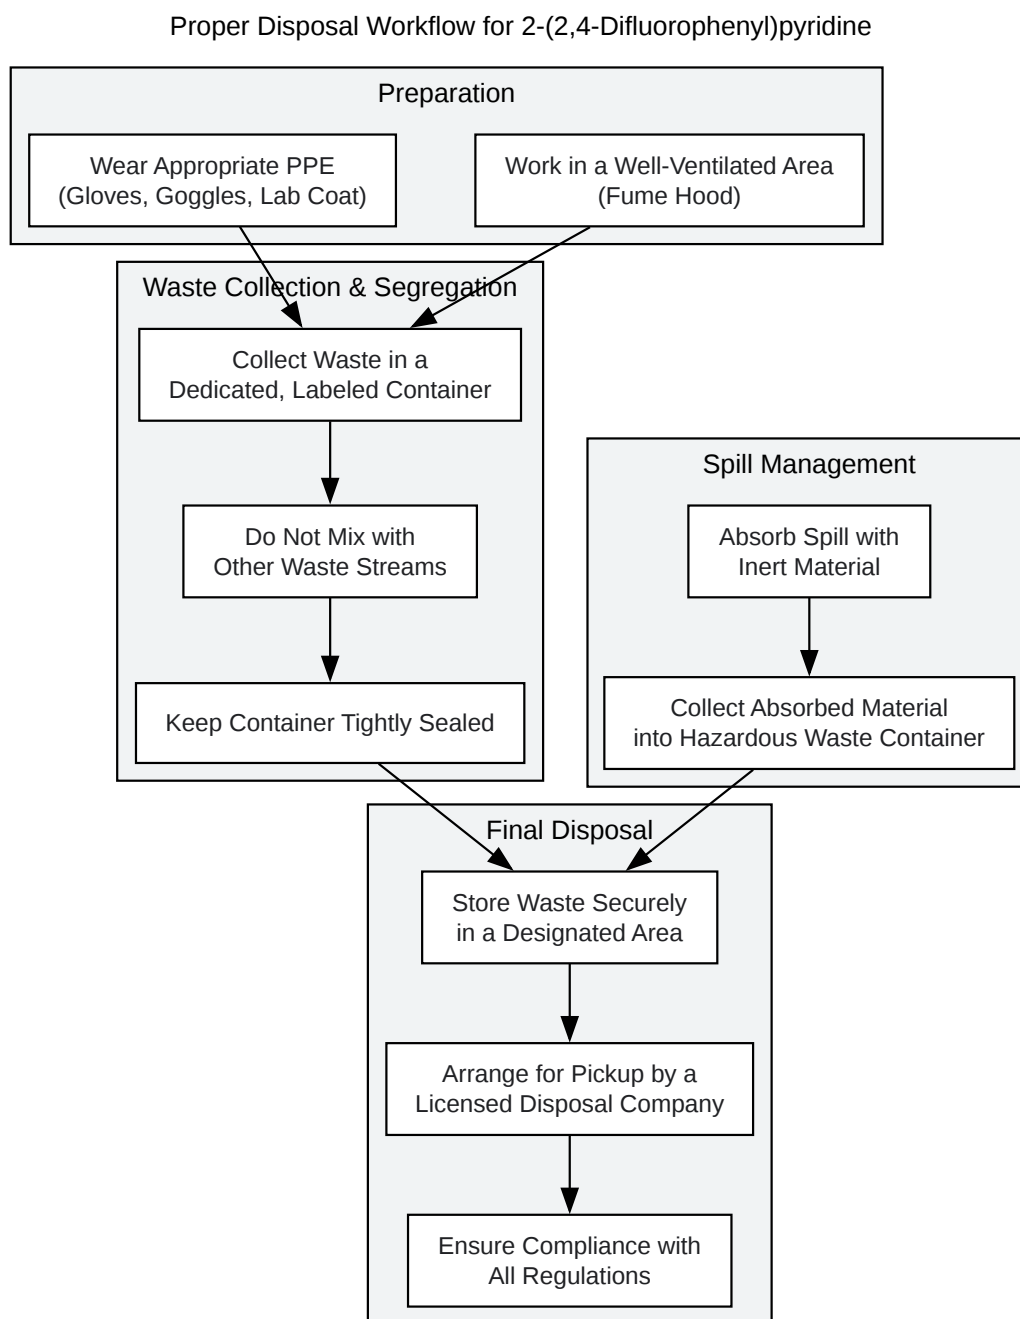 Proper Disposal Workflow for 2-(2,4-Difluorophenyl)pyridine
Preparation
Wear Appropriate PPE
(Gloves, Goggles, Lab Coat)
Work in a Well-Ventilated Area
(Fume Hood)
Waste Collection & Segregation
Collect Waste in a
Dedicated, Labeled Container
Do Not Mix with
Other Waste Streams
Keep Container Tightly Sealed
Spill Management
Absorb Spill with
Inert Material
Collect Absorbed Material
into Hazardous Waste Container
Final Disposal
Store Waste Securely
in a Designated Area
Arrange for Pickup by a
Licensed Disposal Company
Ensure Compliance with
All Regulations